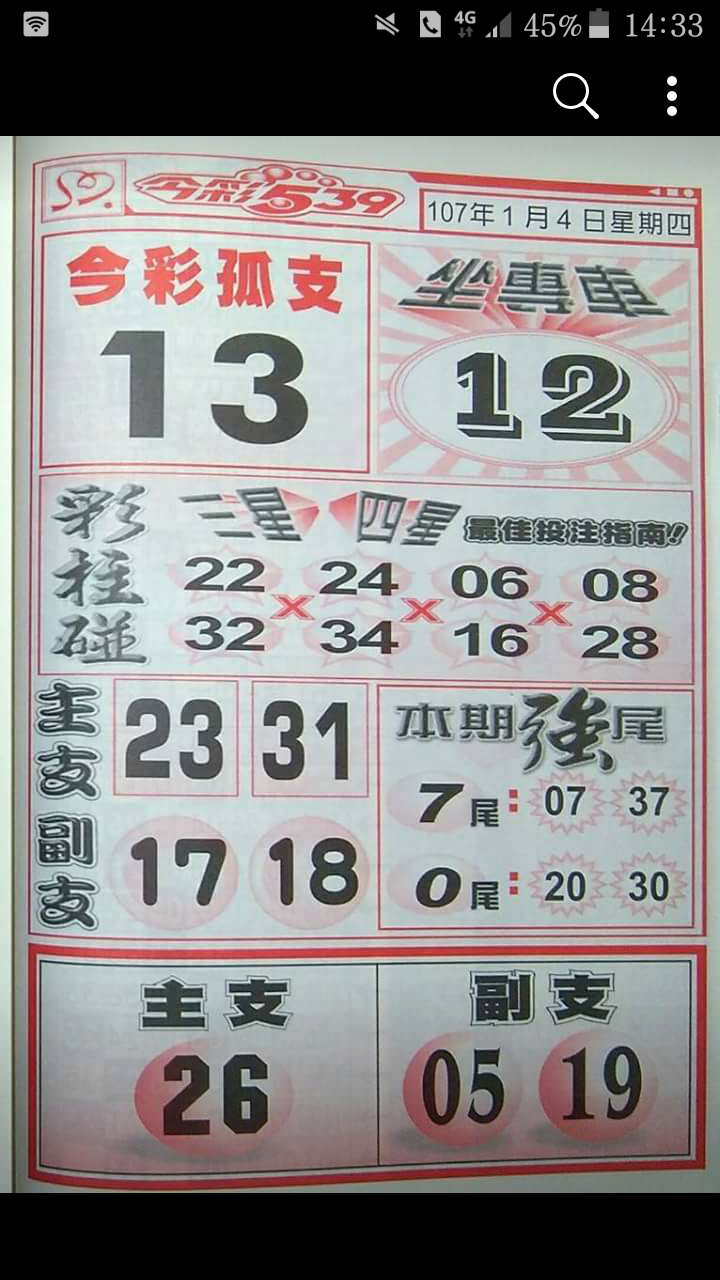 4G 45% 14:33
今彩539
107年1月4日星期四
今彩孤支
13
坐專車
12
彩柱碰
三星 四星 最佳投注指南!!
22 24 06 08
× × ×
32 34 16 28
主支 23 31
副支 17 18
本期強尾
7尾: 07 37
0尾: 20 30
主支
26
副支
05 19